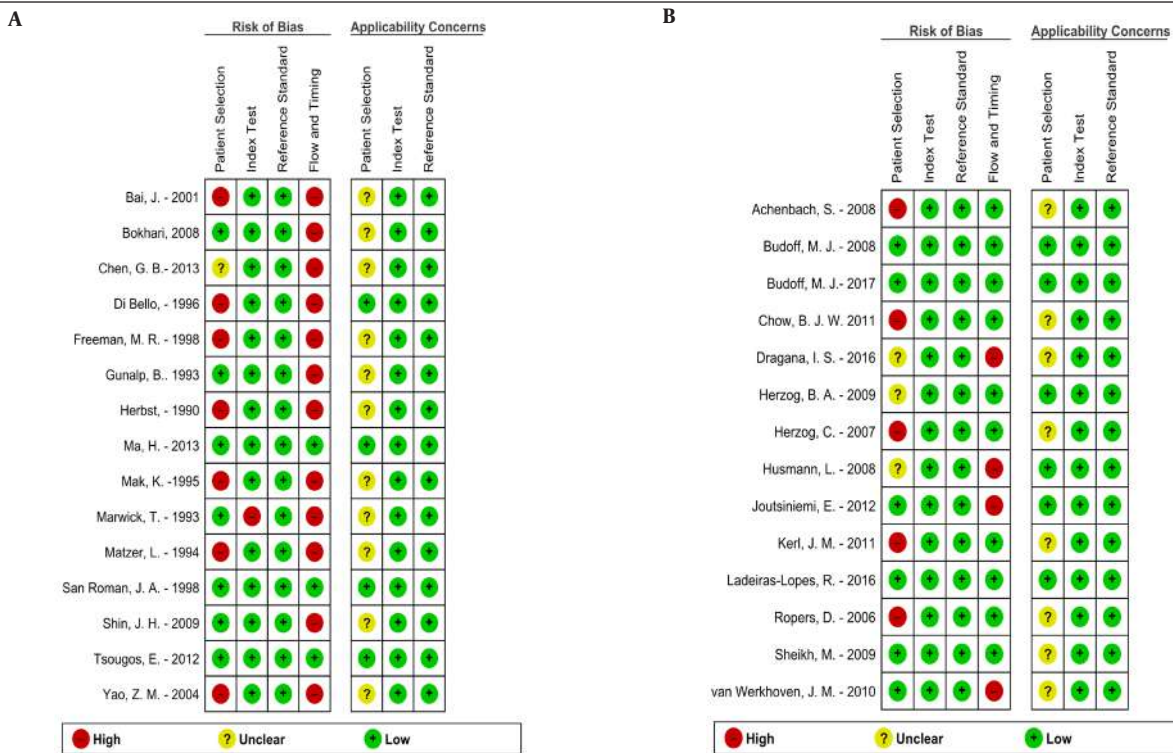 A
Risk of Bias
Applicability Concerns
Patient Selection
Index Test
Reference Standard
Flow and Timing
Patient Selection
Index Test
Reference Standard
Bai, J. - 2001 - + + - ? + +
Bokhari, 2008 + + + - ? + +
Chen, G. B.- 2013 ? + + - ? + +
Di Bello, - 1996 - + + - + + +
Freeman, M. R. - 1998 - + + - ? + +
Gunalp, B.. 1993 + + + - ? + +
Herbst, - 1990 - + + - ? + +
Ma, H. - 2013 + + + + + + +
Mak, K. -1995 - + + - ? + +
Marwick, T. - 1993 + - + - ? + +
Matzer, L. - 1994 - + + - ? + +
San Roman, J. A. - 1998 + + + + + + +
Shin, J. H. - 2009 + + + - ? + +
Tsougos, E. - 2012 + + + + + + +
Yao, Z. M. - 2004 - + + - ? + +
- High ? Unclear + Low
B
Risk of Bias
Applicability Concerns
Patient Selection
Index Test
Reference Standard
Flow and Timing
Patient Selection
Index Test
Reference Standard
Achenbach, S. - 2008 - + + + ? + +
Budoff, M. J. - 2008 + + + + + + +
Budoff, M. J.- 2017 + + + + + + +
Chow, B. J. W. 2011 - + + + ? + +
Dragana, I. S. - 2016 ? + + - ? + +
Herzog, B. A. - 2009 ? + + + + + +
Herzog, C. - 2007 - + + + ? + +
Husmann, L. - 2008 ? + + - + + +
Joutsiniemi, E. - 2012 + + + - + + +
Kerl, J. M. - 2011 - + + + ? + +
Ladeiras-Lopes, R. - 2016 + + + + + + +
Ropers, D. - 2006 - + + + ? + +
Sheikh, M. - 2009 + + + + ? + +
van Werkhoven, J. M. - 2010 + + + - ? + +
- High ? Unclear + Low